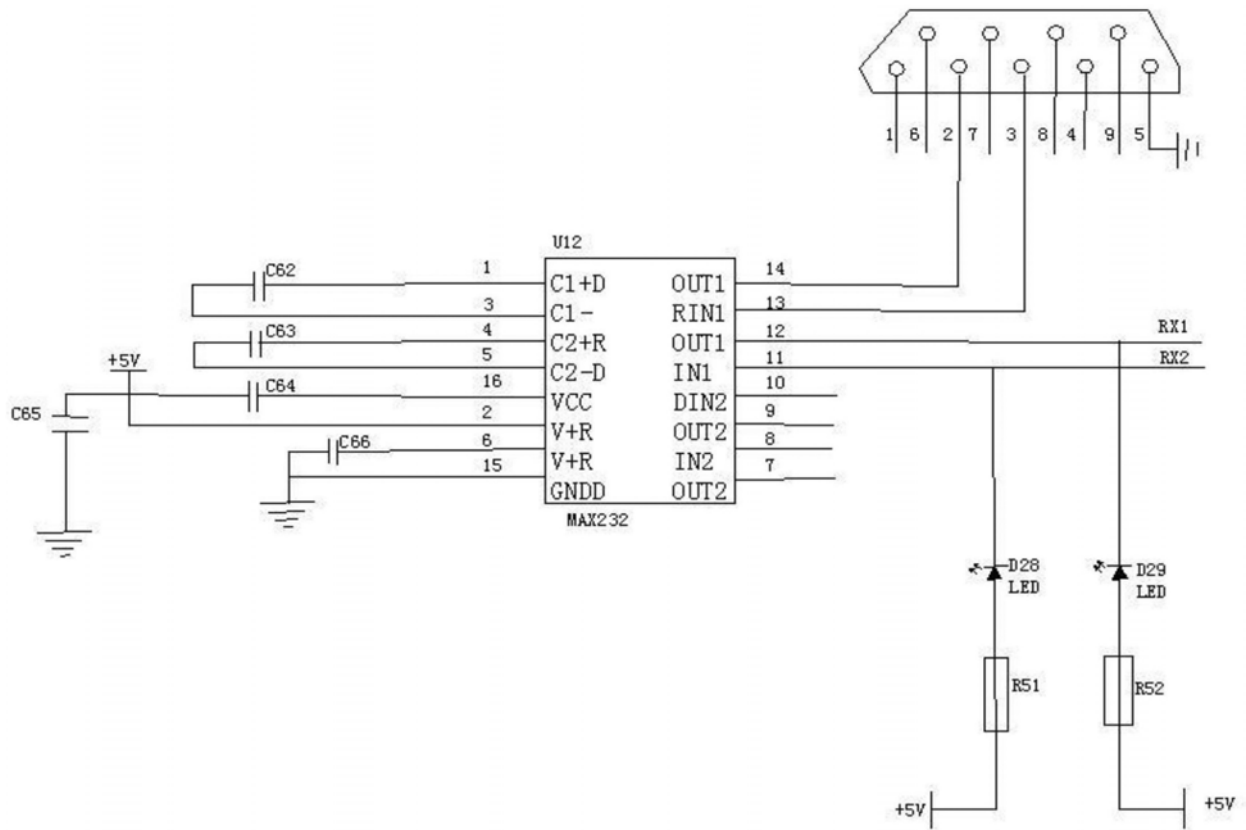 1 6 2 7 3 8 4 9 5
U12
C62 1 C1+D OUT1 14
3 C1- RIN1 13
C63 4 C2+R OUT1 12 RX1
5 C2-D IN1 11 RX2
+5V C64 16 VCC DIN2 10
C65 2 V+R OUT2 9
C66 6 V+R IN2 8
15 GNDD OUT2 7
MAX232
D28 D29
LED LED
R51 R52
+5V +5V